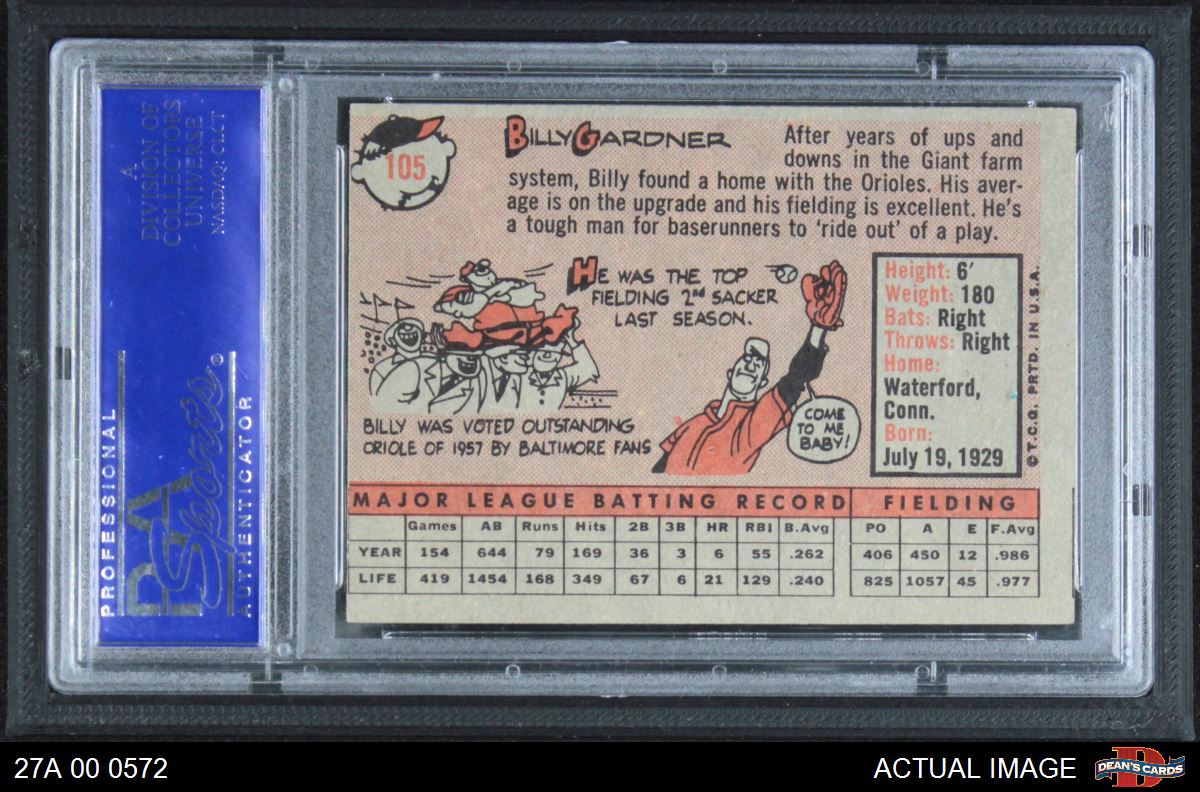 A
DIVISION OF
COLLECTORS
UNIVERSE
NASDAQ: CLCT
PROFESSIONAL
PSA
Sports®
AUTHENTICATOR
105
BILLY GARDNER
After years of ups and
downs in the Giant farm
system, Billy found a home with the Orioles. His aver-
age is on the upgrade and his fielding is excellent. He's
a tough man for baserunners to 'ride out' of a play.
HE WAS THE TOP
FIELDING 2nd SACKER
LAST SEASON.
BILLY WAS VOTED OUTSTANDING
ORIOLE OF 1957 BY BALTIMORE FANS
COME
TO ME
BABY!
Height: 6'
Weight: 180
Bats: Right
Throws: Right
Home:
Waterford,
Conn.
Born:
July 19, 1929
© T.C.G. PRTD. IN U.S.A.
MAJOR LEAGUE BATTING RECORD FIELDING
Games AB Runs Hits 2B 3B HR RBI B.Avg PO A E F.Avg
YEAR 154 644 79 169 36 3 6 55 .262 406 450 12 .986
LIFE 419 1454 168 349 67 6 21 129 .240 825 1057 45 .977
27A 00 0572
ACTUAL IMAGE
DEAN'S CARDS